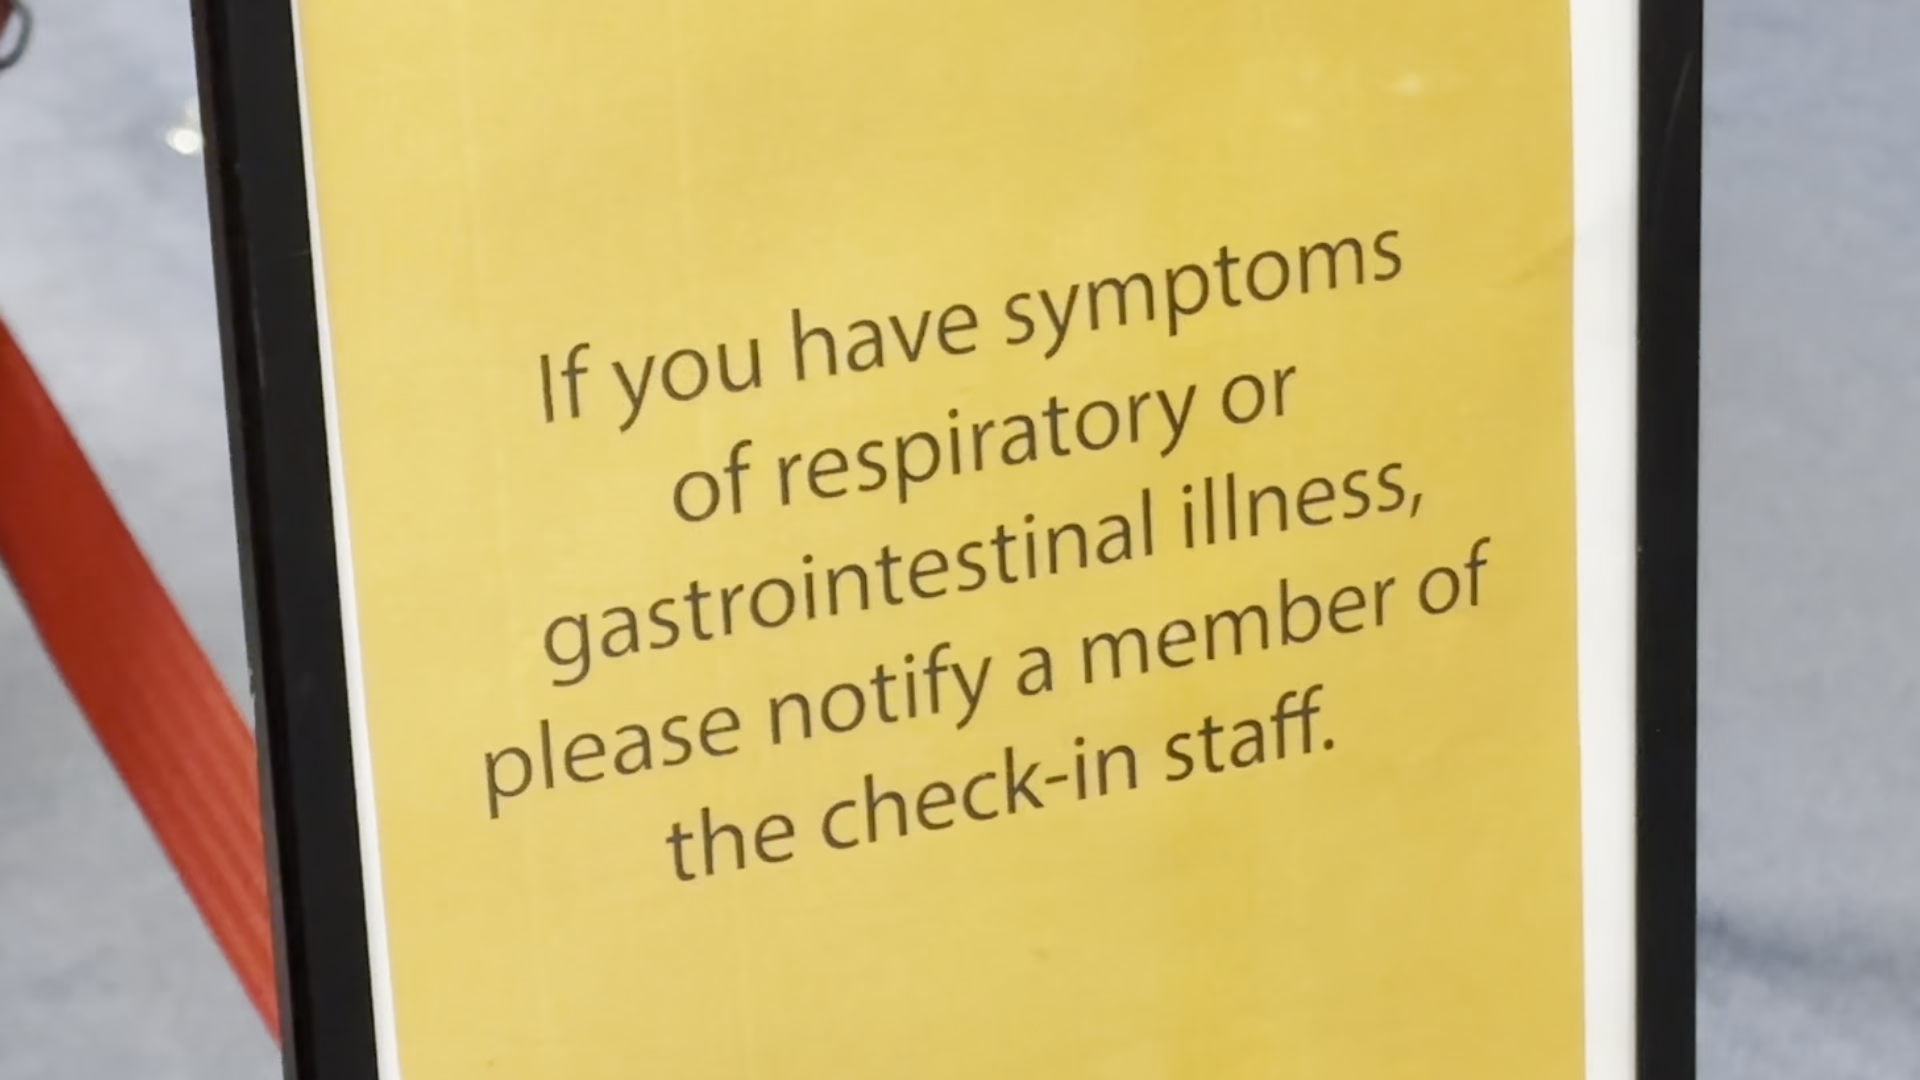 If you have symptoms
of respiratory or
gastrointestinal illness,
please notify a member of
the check-in staff.